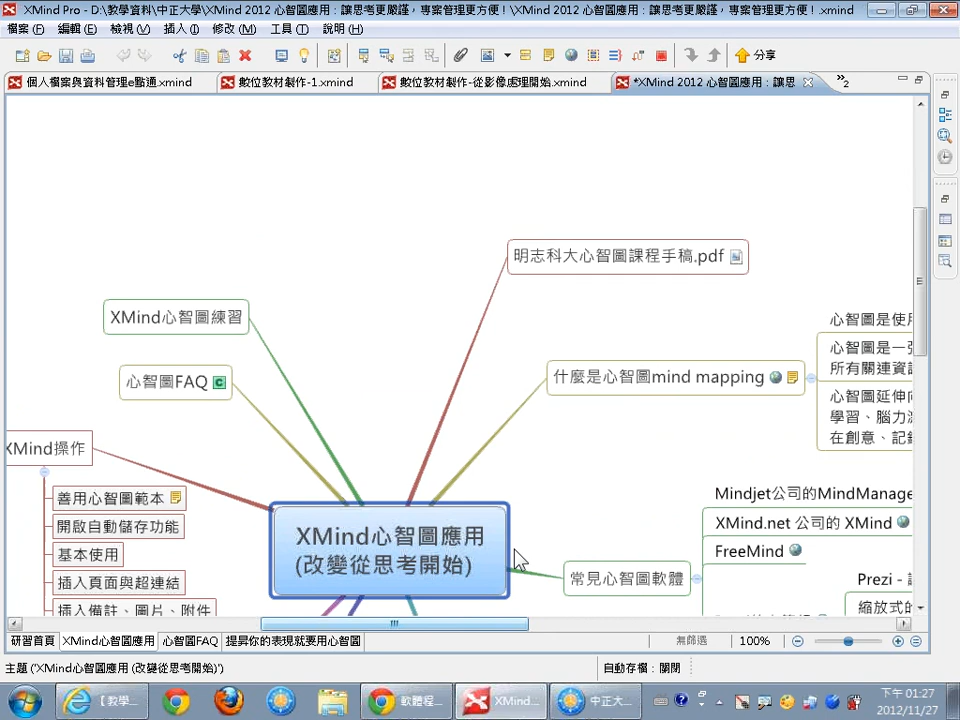 XMind Pro - D:\教學資料\中正大學\XMind 2012 心智圖應用：讓思考更嚴謹，專案管理更方便！\XMind 2012 心智圖應用：讓思考更嚴謹，專案管理更方便！.xmind
檔案(F) 編輯(E) 檢視(V) 插入(I) 修改(M) 工具(T) 說明(H)
分享
個人檔案與資料管理e點通.xmind
數位教材製作-1.xmind
數位教材製作-從影像處理開始.xmind
*XMind 2012 心智圖應用：讓思
»2
明志科大心智圖課程手稿.pdf
XMind心智圖練習
心智圖FAQ
什麼是心智圖mind mapping
心智圖是使用
心智圖是一張
所有關連資訊
心智圖延伸向
學習、腦力激
在創意、記錄
XMind操作
善用心智圖範本
開啟自動儲存功能
基本使用
插入頁面與超連結
插入備註、圖片、附件
XMind心智圖應用
(改變從思考開始)
常見心智圖軟體
Mindjet公司的MindManage
XMind.net 公司的 XMind
FreeMind
Prezi -
縮放式的
研習首頁 XMind心智圖應用 心智圖FAQ 提昇你的表現就要用心智圖
無篩選
100%
主題 ('XMind心智圖應用 (改變從思考開始)')
自動存檔：關閉
【教學...
軟體程...
XMind...
中正大...
下午 01:27
2012/11/27